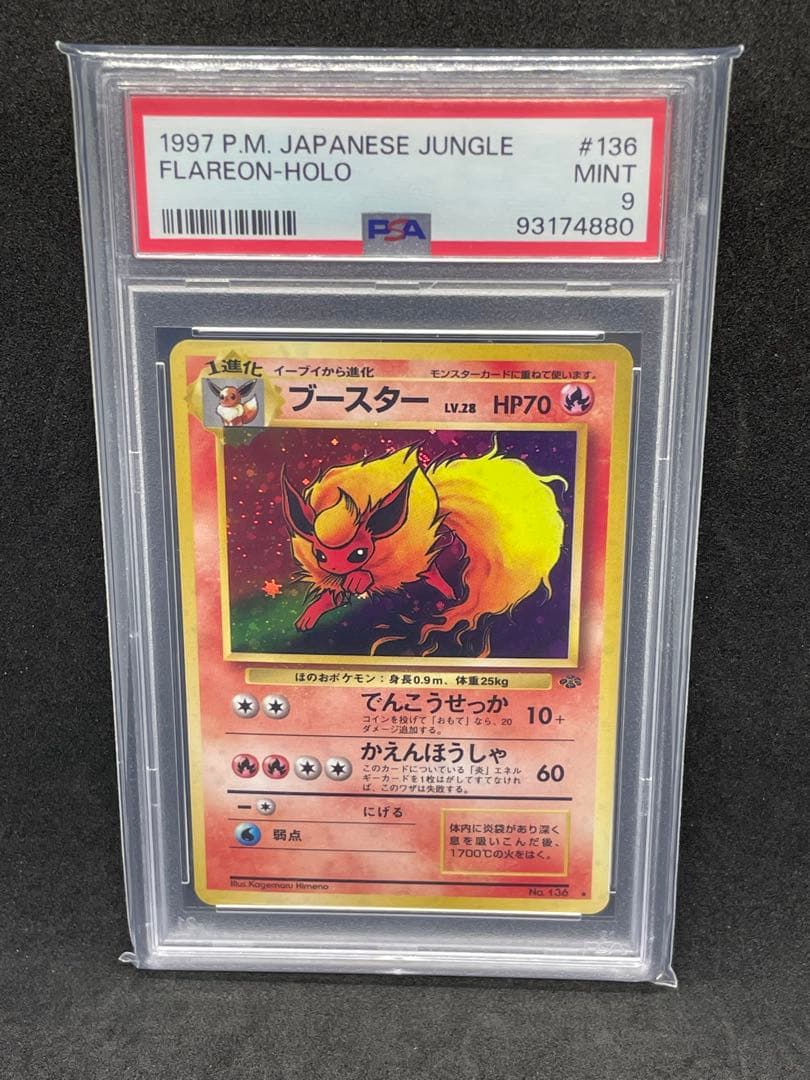 1997 P.M. JAPANESE JUNGLE #136
FLAREON-HOLO MINT
9
PSA 93174880
1進化 イーブイから進化 モンスターカードに重ねて使います。
ブースター LV.28 HP70
ほのおポケモン：身長0.9m、体重25kg
でんこうせっか 10+
コインを投げて「おもて」なら、20
ダメージ追加する。
かえんほうしゃ 60
このカードについている「炎」エネル
ギーカードを1枚はがしてすてなけれ
ば、このワザは失敗する。
にげる
弱点
体内に炎袋があり深く
息を吸いこんだ後、
1700℃の火をはく。
Illus. Kagemaru Himeno No. 136